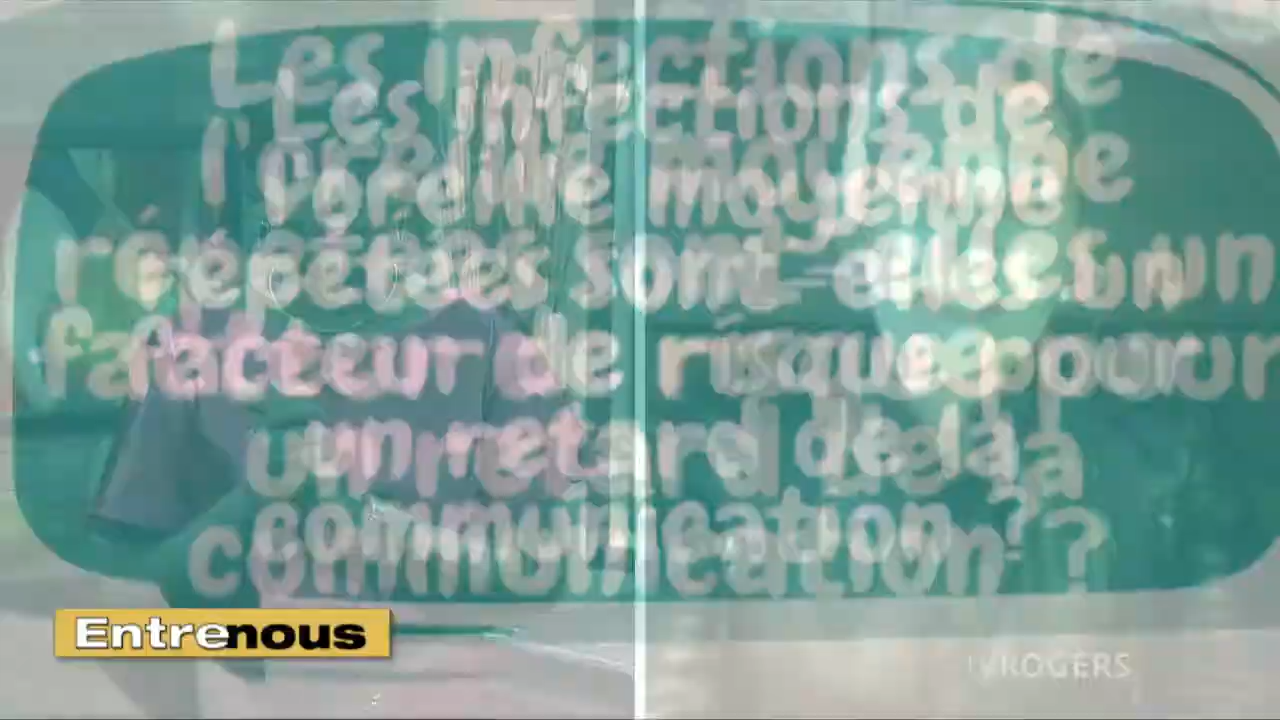 Les infections de
l'oreille moyenne
répétées sont-elles un
facteur de risque pour
un retard de la
communication ?
Entrenous
tvROGERS